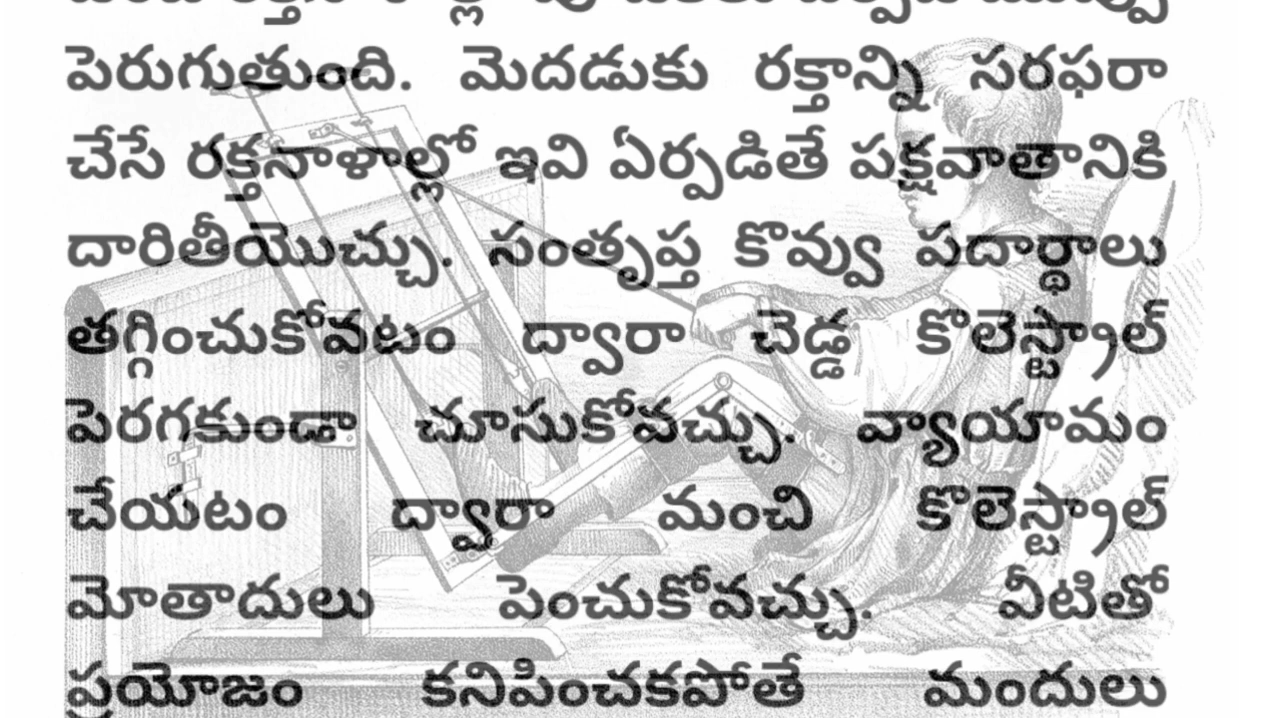 పెరుగుతుంది. మెదడుకు రక్తాన్ని సరఫరా
చేసే రక్తనాళాల్లో ఇవి ఏర్పడితే పక్షవాతానికి
దారితీయొచ్చు. సంతృప్త కొవ్వు పదార్థాలు
తగ్గించుకోవటం ద్వారా చెడ్డ కొలెస్ట్రాల్
పెరగకుండా చూసుకోవచ్చు. వ్యాయామం
చేయటం ద్వారా మంచి కొలెస్ట్రాల్
మోతాదులు పెంచుకోవచ్చు. వీటితో
ప్రయోజం కనిపించకపోతే మందులు